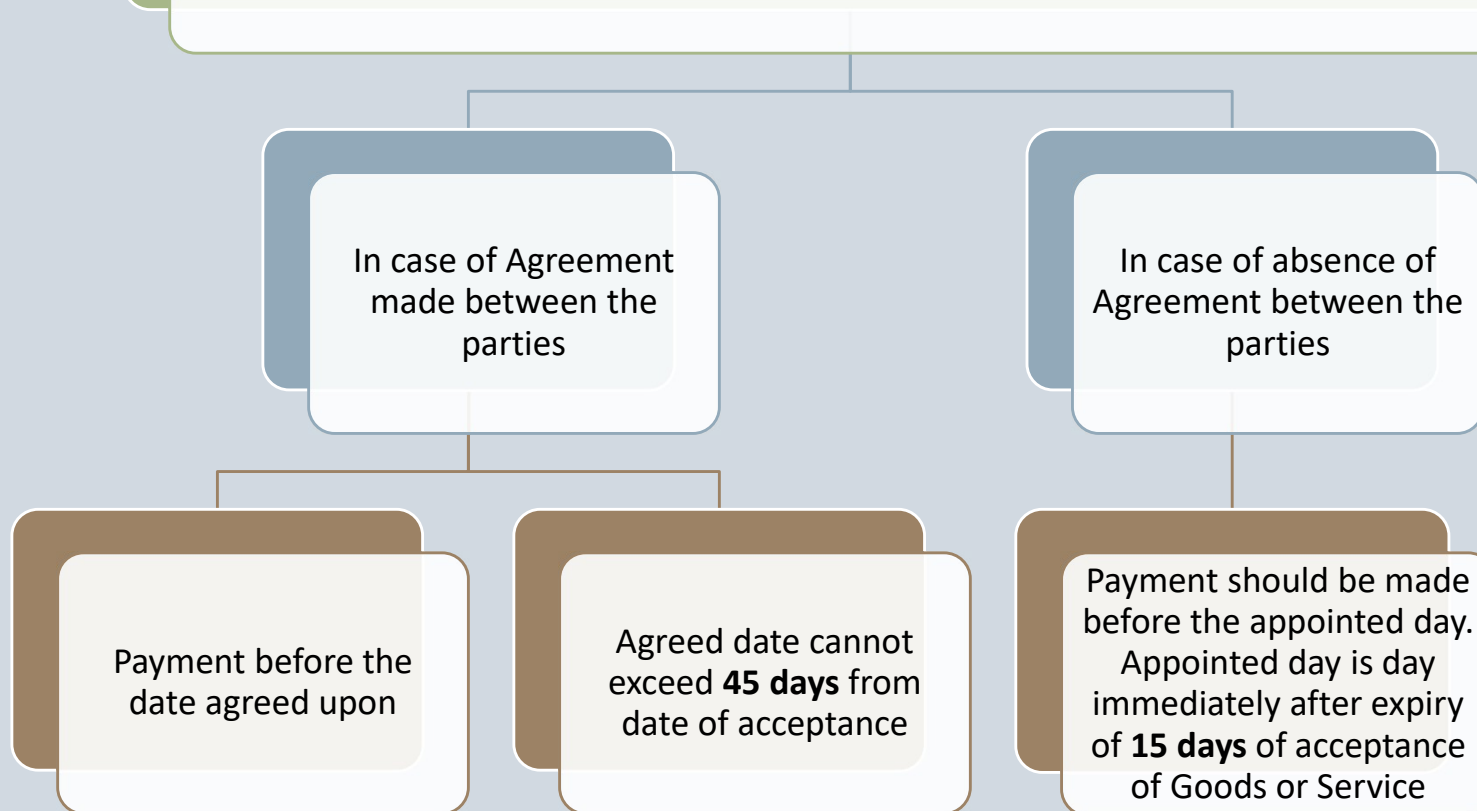 In case of Agreement
made between the
parties
In case of absence of
Agreement between the
parties
Payment before the
date agreed upon
Agreed date cannot
exceed 45 days from
date of acceptance
Payment should be made
before the appointed day.
Appointed day is day
immediately after expiry
of 15 days of acceptance
of Goods or Service